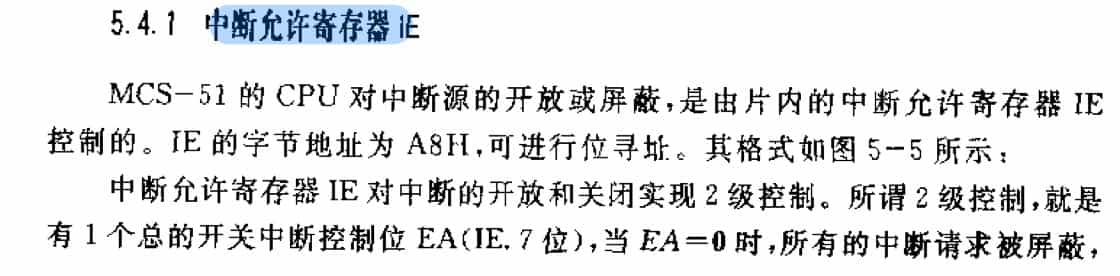 5.4.1 中断允许寄存器 IE
MCS-51 的 CPU 对中断源的开放或屏蔽,是由片内的中断允许寄存器 IE
控制的。IE 的字节地址为 A8H,可进行位寻址。其格式如图 5-5 所示:
中断允许寄存器 IE 对中断的开放和关闭实现 2 级控制。所谓 2 级控制,就是
有 1 个总的开关中断控制位 EA(IE. 7 位),当 EA=0 时,所有的中断请求被屏蔽,